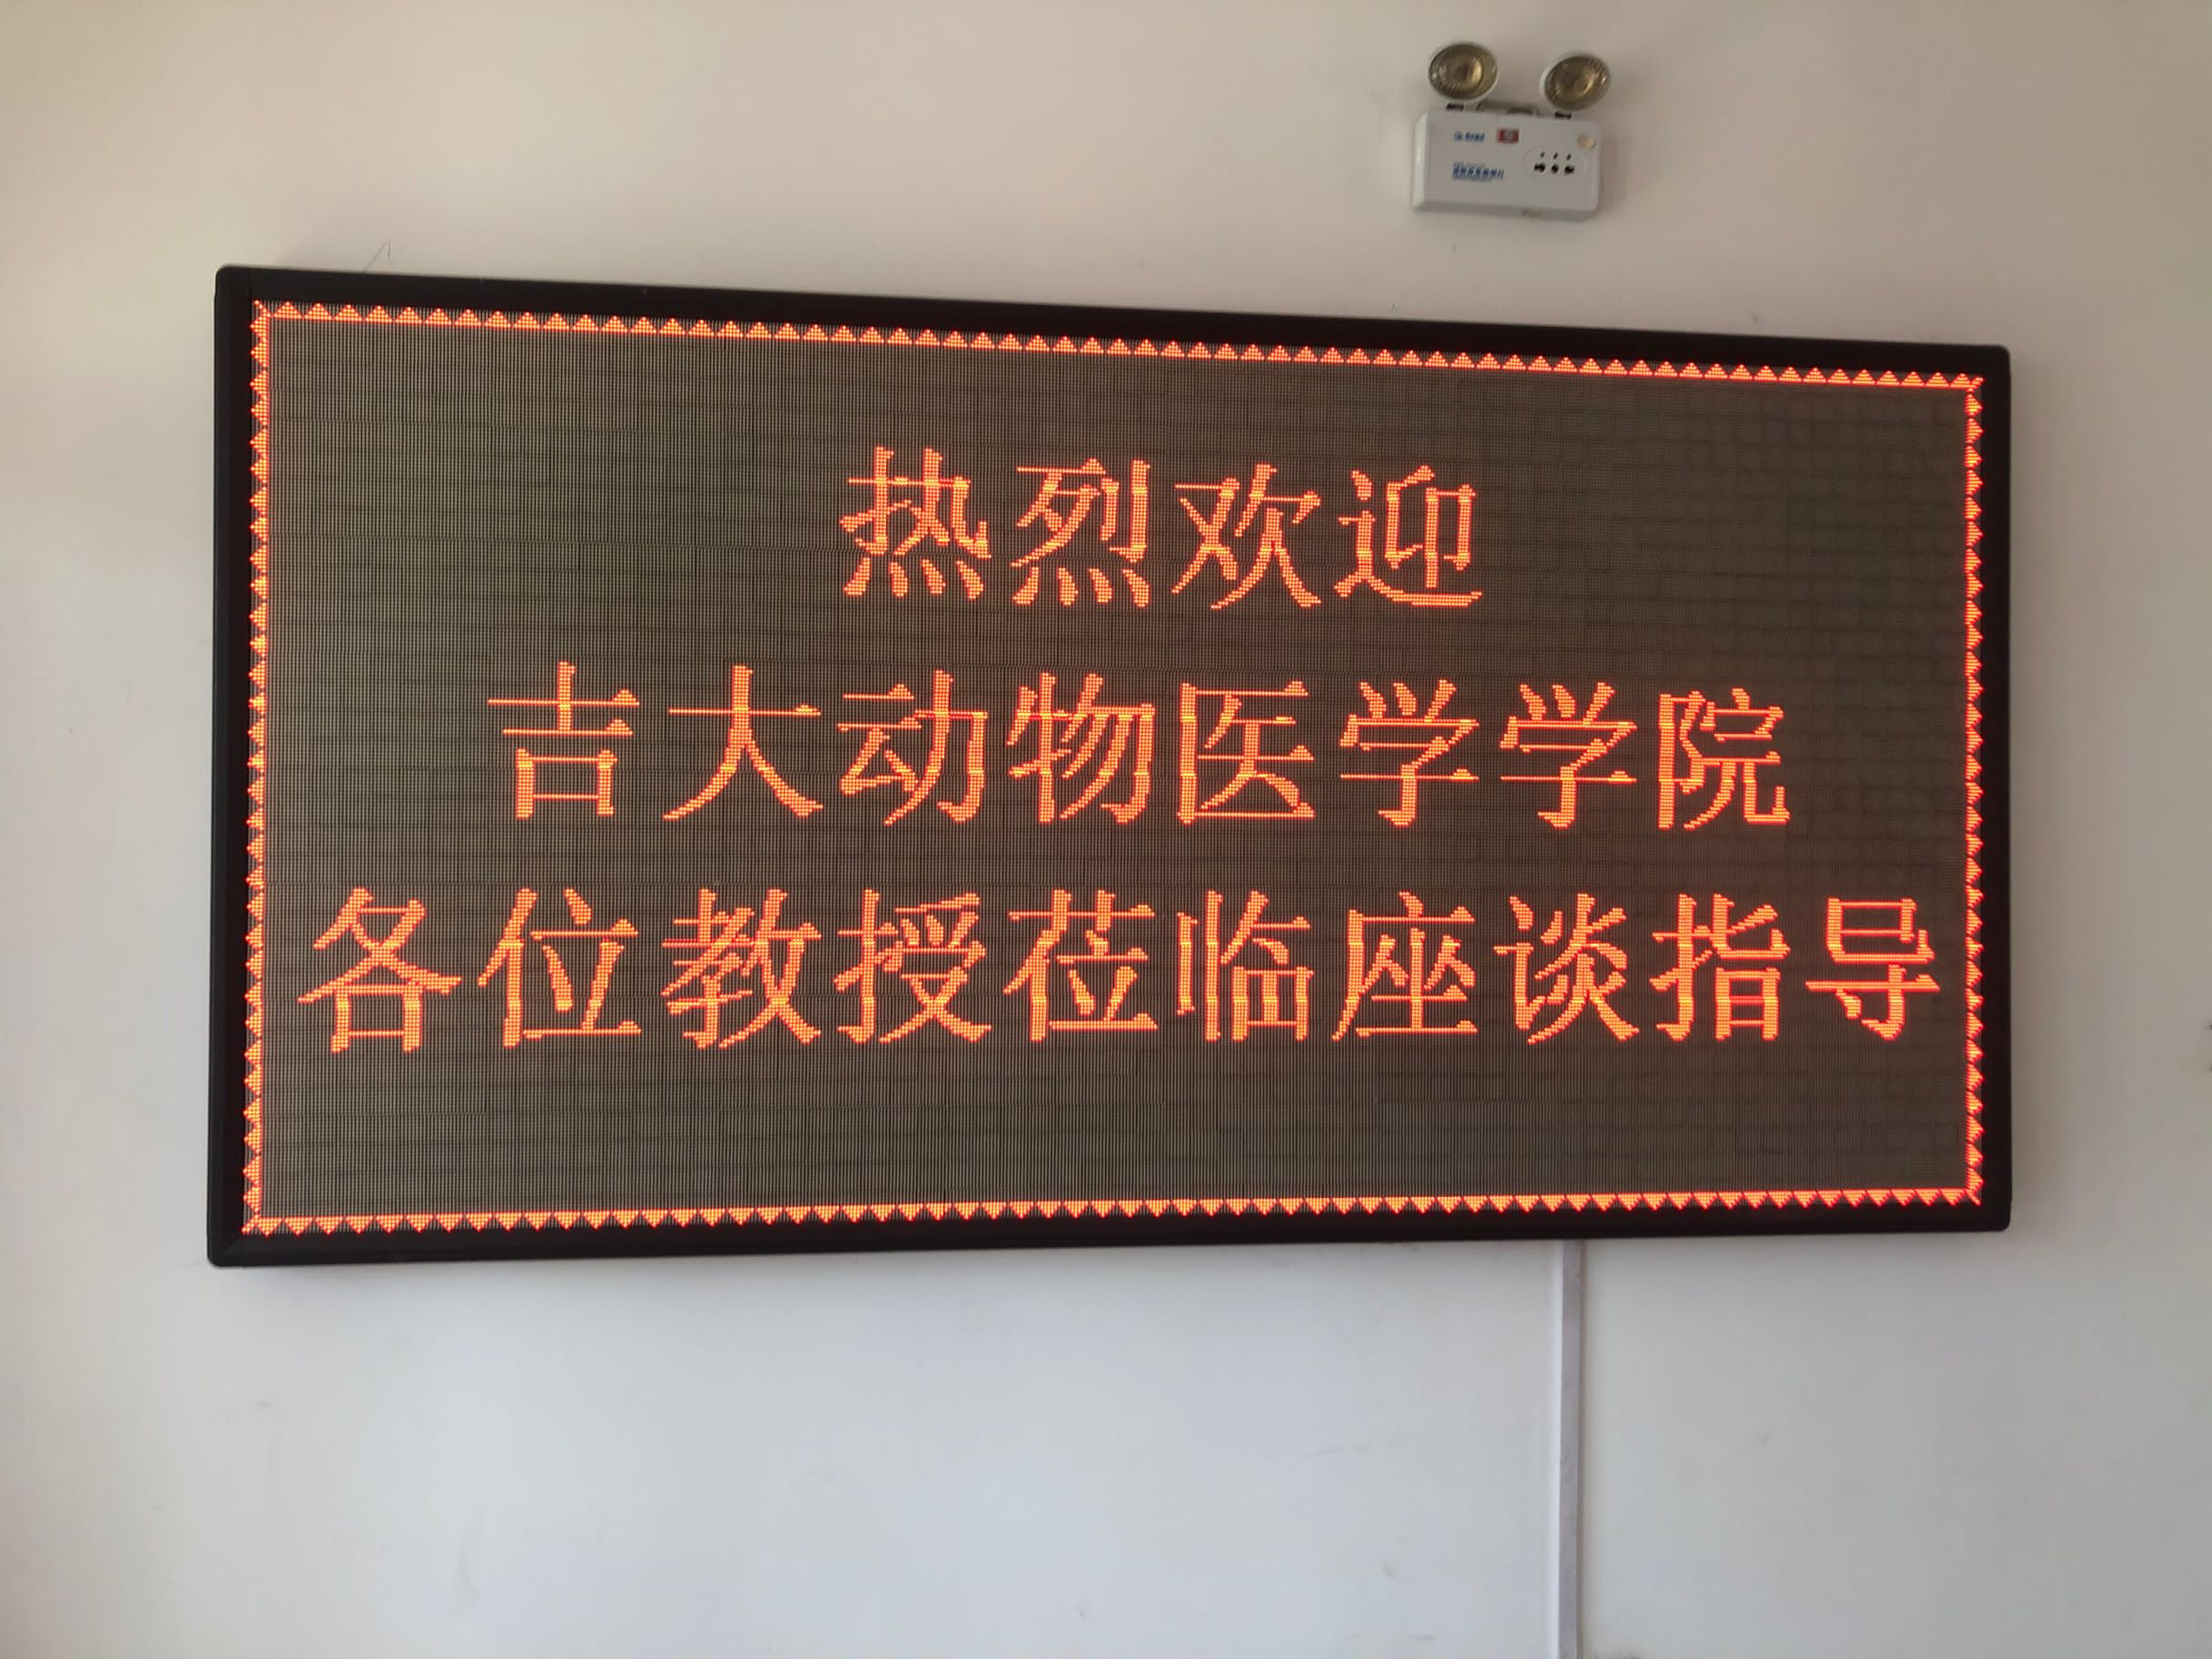 热烈欢迎
吉大动物医学学院
各位教授莅临座谈指导